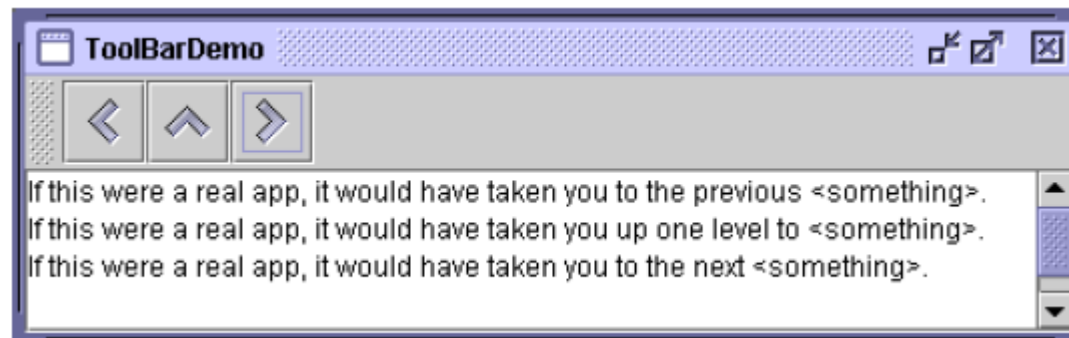 ToolBarDemo
If this were a real app, it would have taken you to the previous <something>.
If this were a real app, it would have taken you up one level to <something>.
If this were a real app, it would have taken you to the next <something>.